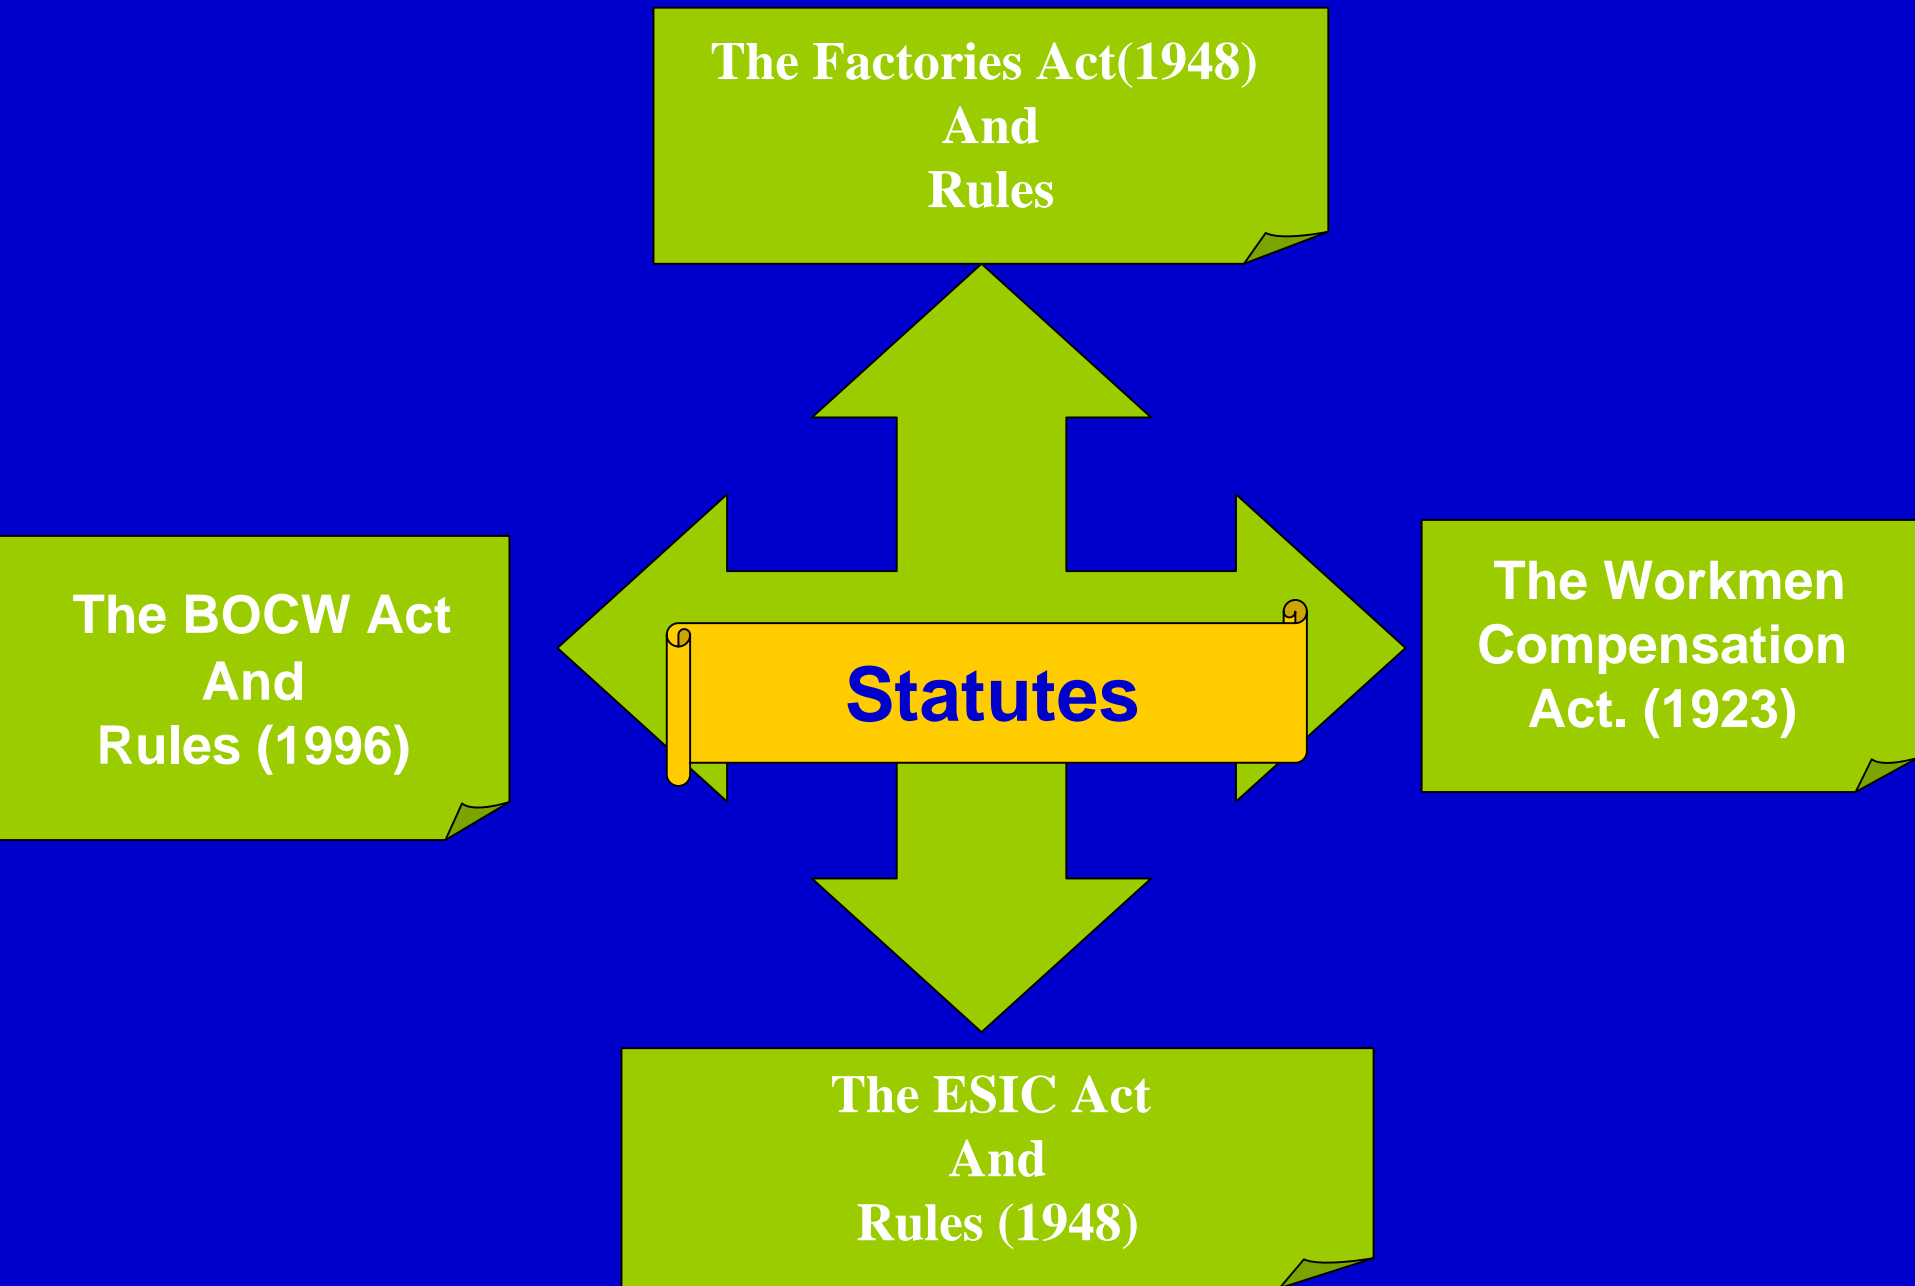 The Factories Act(1948)
And
Rules
The BOCW Act
And
Rules (1996)
Statutes
The Workmen
Compensation
Act. (1923)
The ESIC Act
And
Rules (1948)